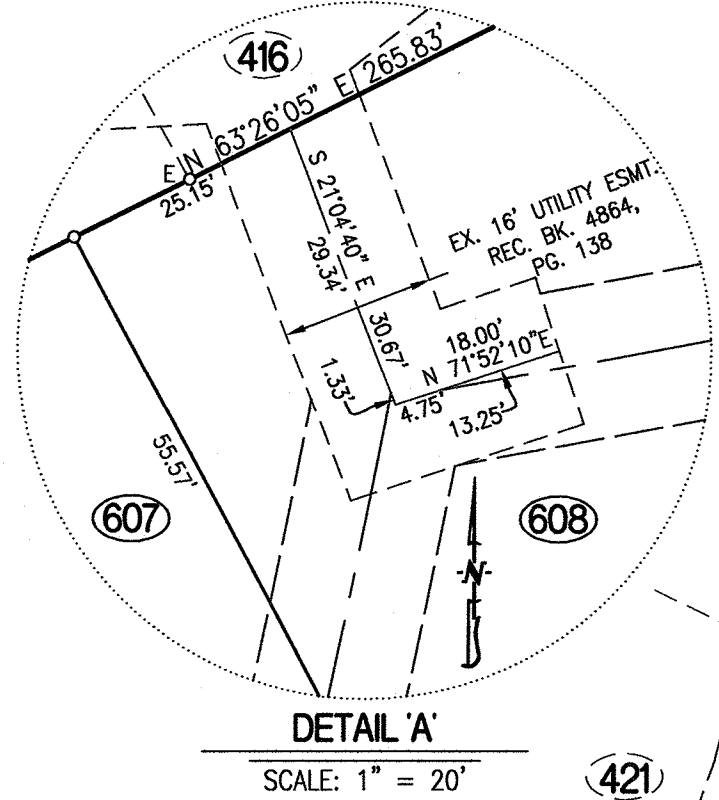 416
N 63°26'05" E 265.83'
E
25.15'
S 21°04'40" E
29.34'
30.67'
EX. 16' UTILITY ESMT.
REC. BK. 4864,
PG. 138
18.00'
N 71°52'10"E
1.33'
4.75'
13.25'
55.57'
607
608
N
DETAIL 'A'
SCALE: 1" = 20'
421